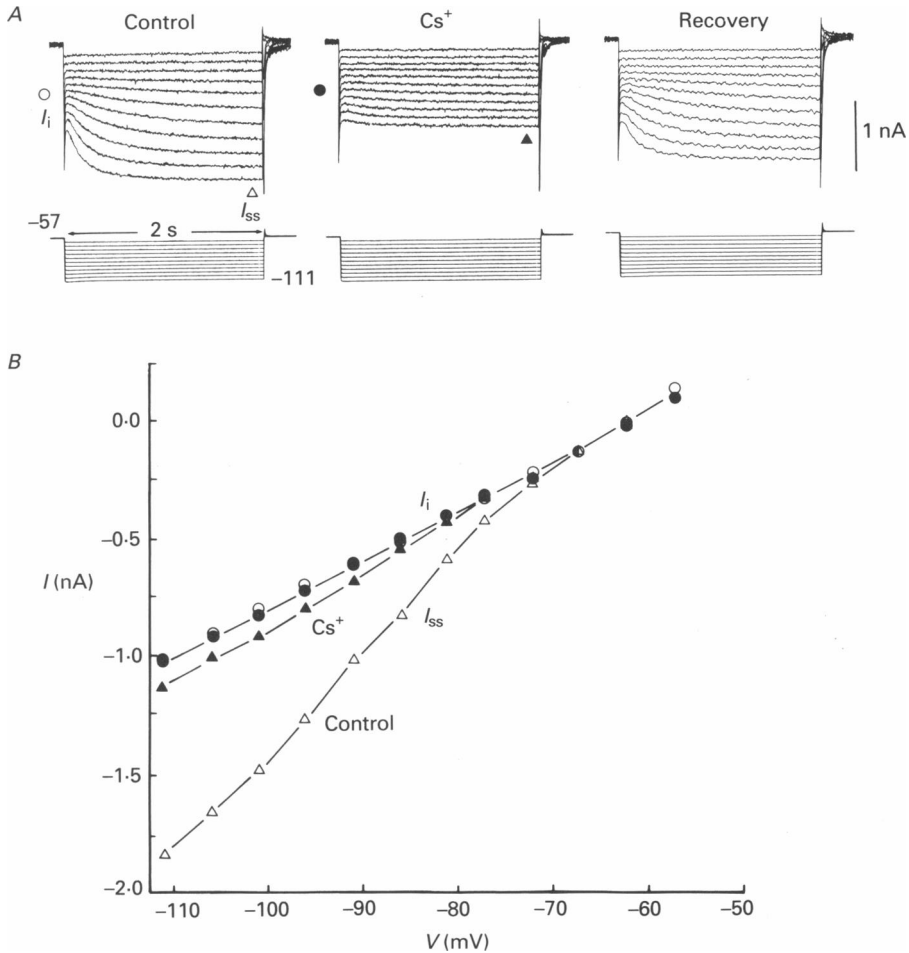 A
Control
Cs+
Recovery
Ii
1 nA
Iss
−57
2 s
−111
B
0·0
−0·5
−1·0
−1·5
−2·0
I (nA)
Ii
Cs+
Iss
Control
−110 −100 −90 −80 −70 −60 −50
V (mV)